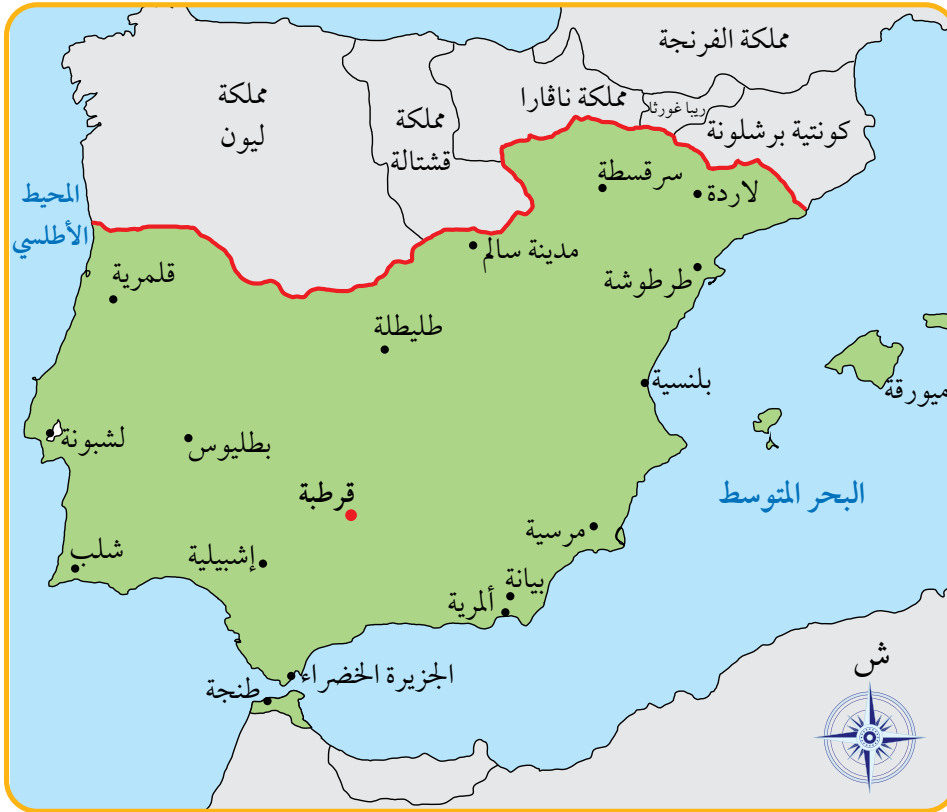 مملكة الفرنجة
مملكة
ليون
مملكة
قشتالة
مملكة ناڤارا
ريبا غورثلا
كونتية برشلونة
سرقسطة
لاردة
المحيط
الأطلسي
مدينة سالم
طرطوشة
قلمرية
طليطلة
بلنسية
ميورقة
لشبونة
بطليوس
قرطبة
البحر المتوسط
مرسية
شلب
إشبيلية
بيانة
ألمرية
الجزيرة الخضراء
طنجة
ش